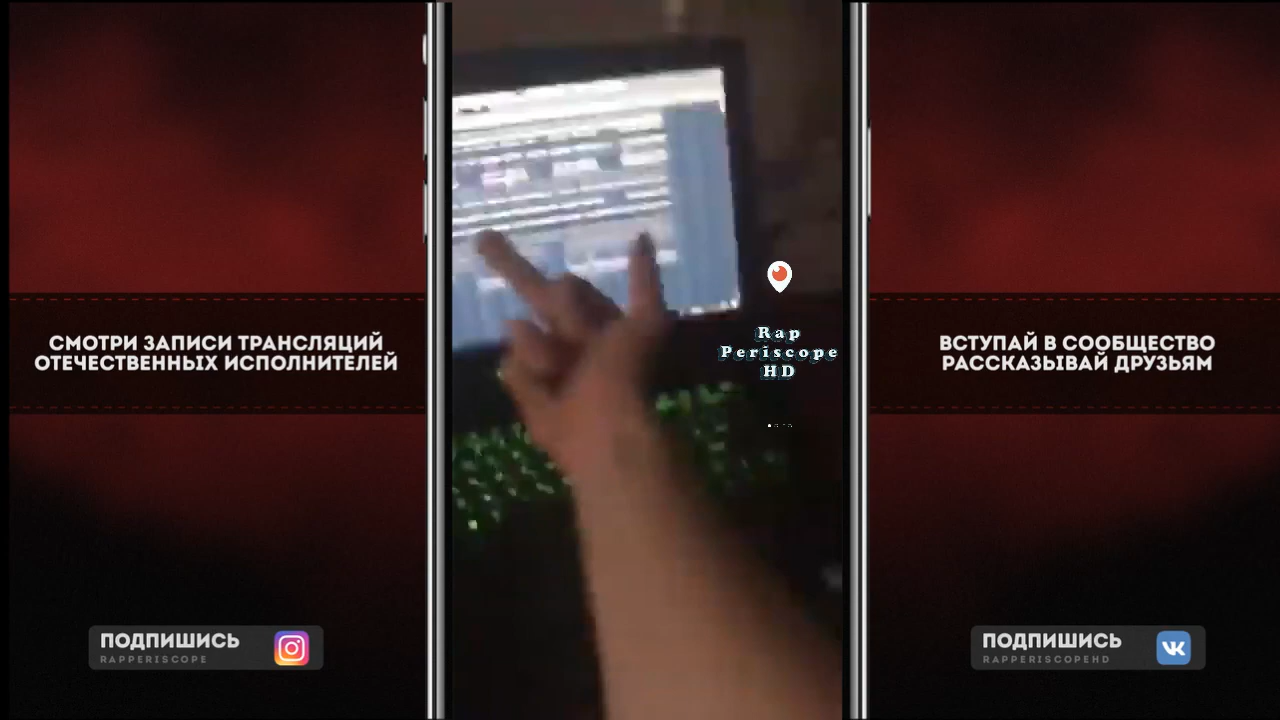 СМОТРИ ЗАПИСИ ТРАНСЛЯЦИЙ
ОТЕЧЕСТВЕННЫХ ИСПОЛНИТЕЛЕЙ
ПОДПИШИСЬ
RAPPERISCOPE
Rap
Periscope
HD
ВСТУПАЙ В СООБЩЕСТВО
РАССКАЗЫВАЙ ДРУЗЬЯМ
ПОДПИШИСЬ
RAPPERISCOPEHD